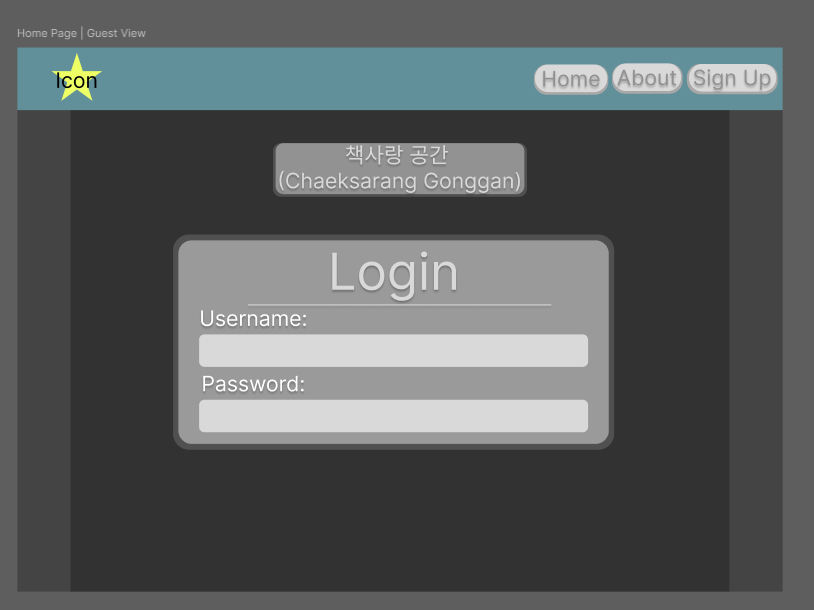 Home Page | Guest View
Icon
Home
About
Sign Up
책사랑 공간
(Chaeksarang Gonggan)
Login
Username:
Password: